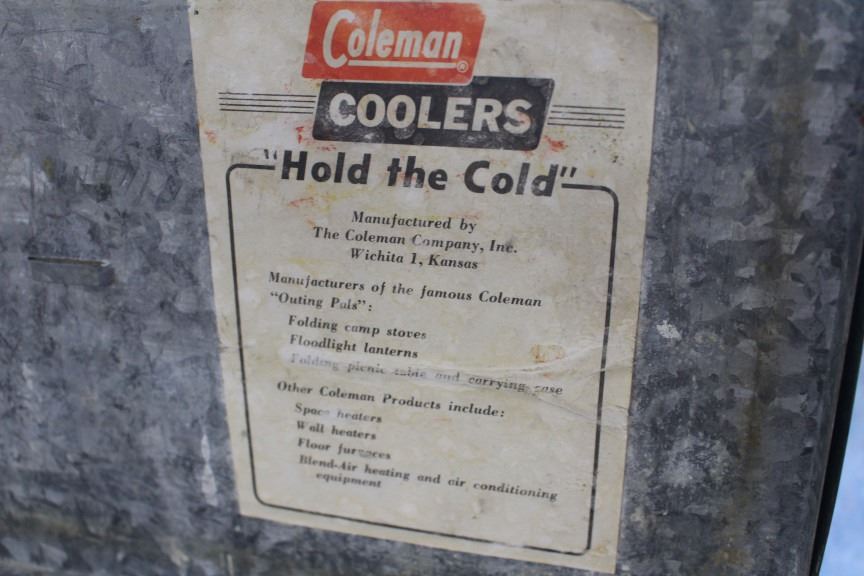 Coleman®
COOLERS
"Hold the Cold"
Manufactured by
The Coleman Company, Inc.
Wichita 1, Kansas
Manufacturers of the famous Coleman
"Outing Pals":
Folding camp stoves
Floodlight lanterns
Folding picnic table and carrying case
Other Coleman Products include:
Space heaters
Wall heaters
Floor furnaces
Blend-Air heating and air conditioning
equipment